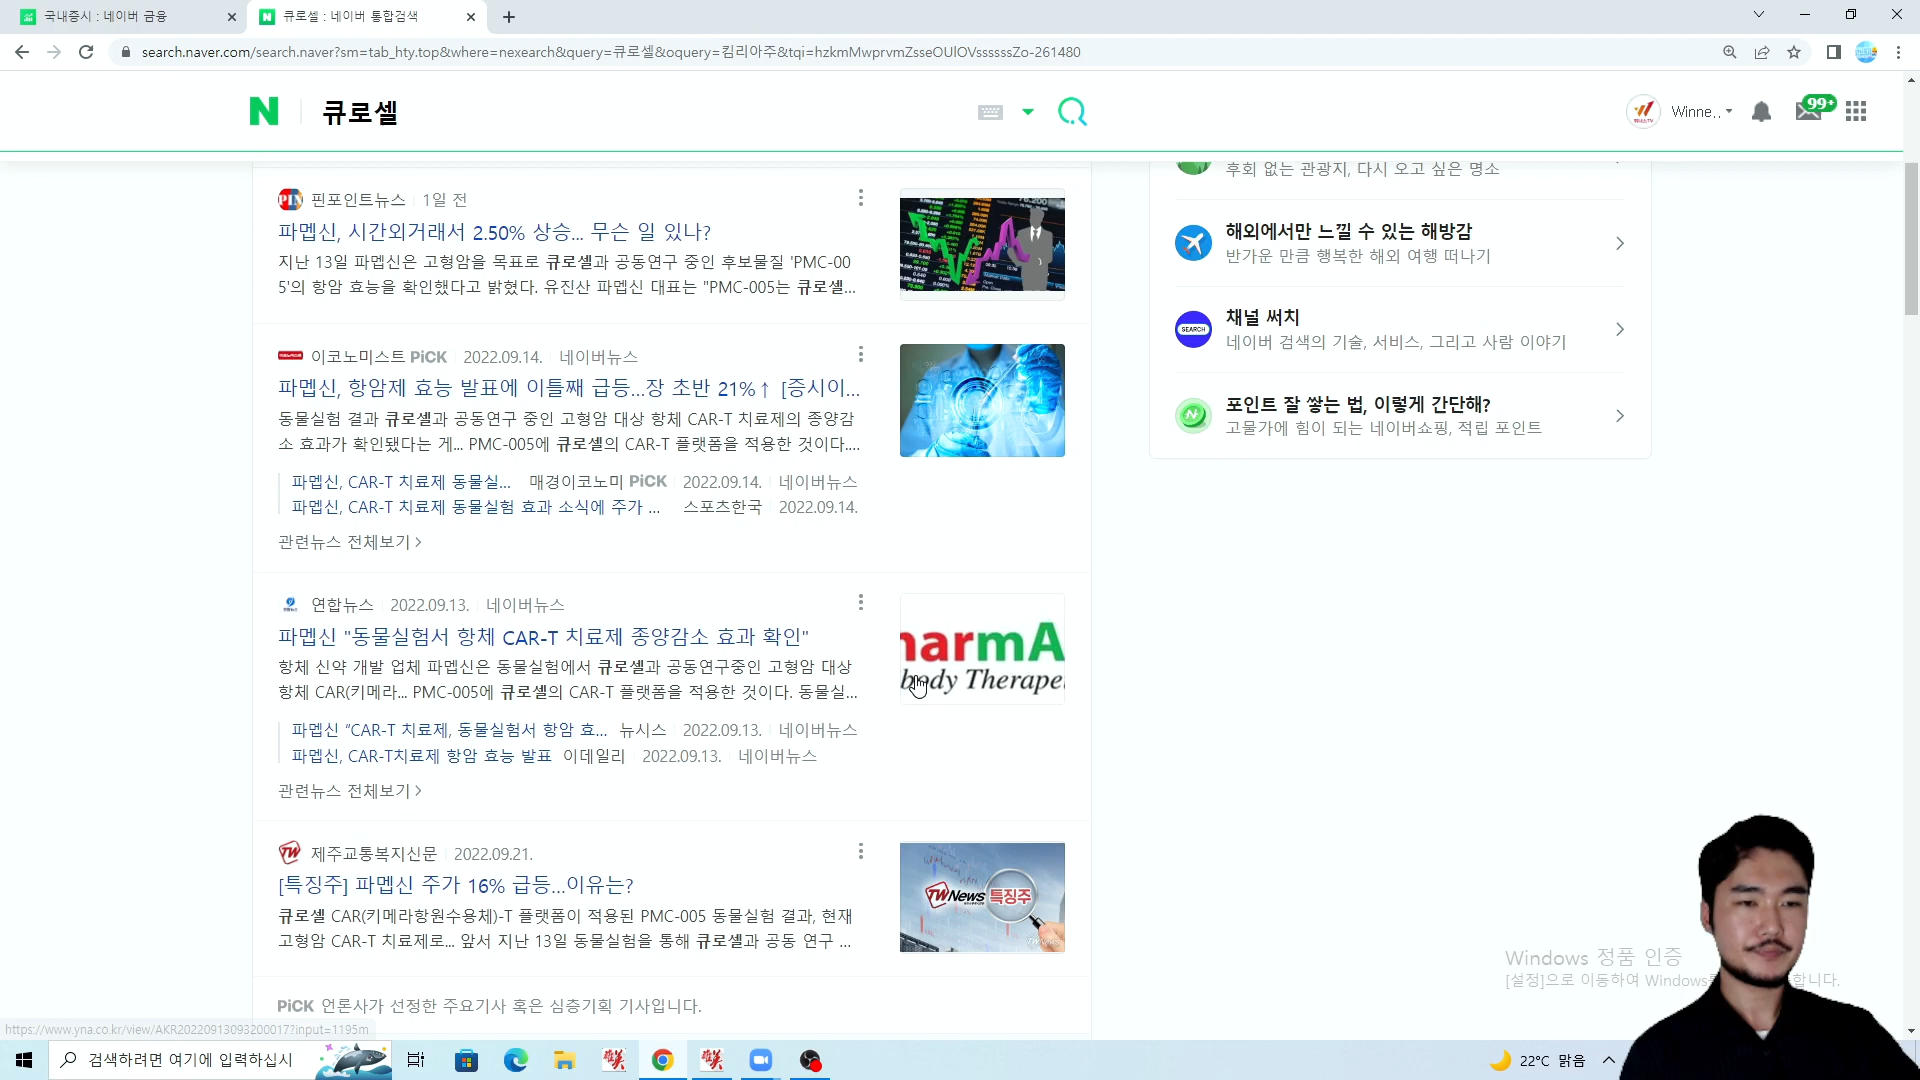 국내증시 : 네이버 금융
큐로셀 : 네이버 통합검색
search.naver.com/search.naver?sm=tab_hty.top&where=nexearch&query=큐로셀&oquery=킴리아주&tqi=hzkmMwprvmZsseOUlOVssssssZo-261480
N
큐로셀
Winne..
99+
핀포인트뉴스 1일 전
파멥신, 시간외거래서 2.50% 상승... 무슨 일 있나?
지난 13일 파멥신은 고형암을 목표로 큐로셀과 공동연구 중인 후보물질 'PMC-00
5'의 항암 효능을 확인했다고 밝혔다. 유진산 파멥신 대표는 "PMC-005는 큐로셀...
이코노미스트 PiCK 2022.09.14. 네이버뉴스
파멥신, 항암제 효능 발표에 이틀째 급등...장 초반 21%↑ [증시이...
동물실험 결과 큐로셀과 공동연구 중인 고형암 대상 항체 CAR-T 치료제의 종양감
소 효과가 확인됐다는 게... PMC-005에 큐로셀의 CAR-T 플랫폼을 적용한 것이다....
파멥신, CAR-T 치료제 동물실... 매경이코노미 PiCK 2022.09.14. 네이버뉴스
파멥신, CAR-T 치료제 동물실험 효과 소식에 주가 ... 스포츠한국 2022.09.14.
관련뉴스 전체보기
연합뉴스 2022.09.13. 네이버뉴스
파멥신 "동물실험서 항체 CAR-T 치료제 종양감소 효과 확인"
항체 신약 개발 업체 파멥신은 동물실험에서 큐로셀과 공동연구중인 고형암 대상
항체 CAR(키메라... PMC-005에 큐로셀의 CAR-T 플랫폼을 적용한 것이다. 동물실...
harmA
body Therape
파멥신 “CAR-T 치료제, 동물실험서 항암 효... 뉴시스 2022.09.13. 네이버뉴스
파멥신, CAR-T치료제 항암 효능 발표 이데일리 2022.09.13. 네이버뉴스
관련뉴스 전체보기
TW 제주교통복지신문 2022.09.21.
[특징주] 파멥신 주가 16% 급등...이유는?
큐로셀 CAR(키메라항원수용체)-T 플랫폼이 적용된 PMC-005 동물실험 결과, 현재
고형암 CAR-T 치료제로... 앞서 지난 13일 동물실험을 통해 큐로셀과 공동 연구 ...
TWNews 특징주
PiCK 언론사가 선정한 주요기사 혹은 심층기획 기사입니다.
후회 없는 관광지, 다시 오고 싶은 명소
해외에서만 느낄 수 있는 해방감
반가운 만큼 행복한 해외 여행 떠나기
SEARCH
채널 써치
네이버 검색의 기술, 서비스, 그리고 사람 이야기
포인트 잘 쌓는 법, 이렇게 간단해?
고물가에 힘이 되는 네이버쇼핑, 적립 포인트
Windows 정품 인증
[설정]으로 이동하여 Windows를 합니다.
https://www.yna.co.kr/view/AKR20220913093200017?input=1195m
검색하려면 여기에 입력하십시
22°C 맑음